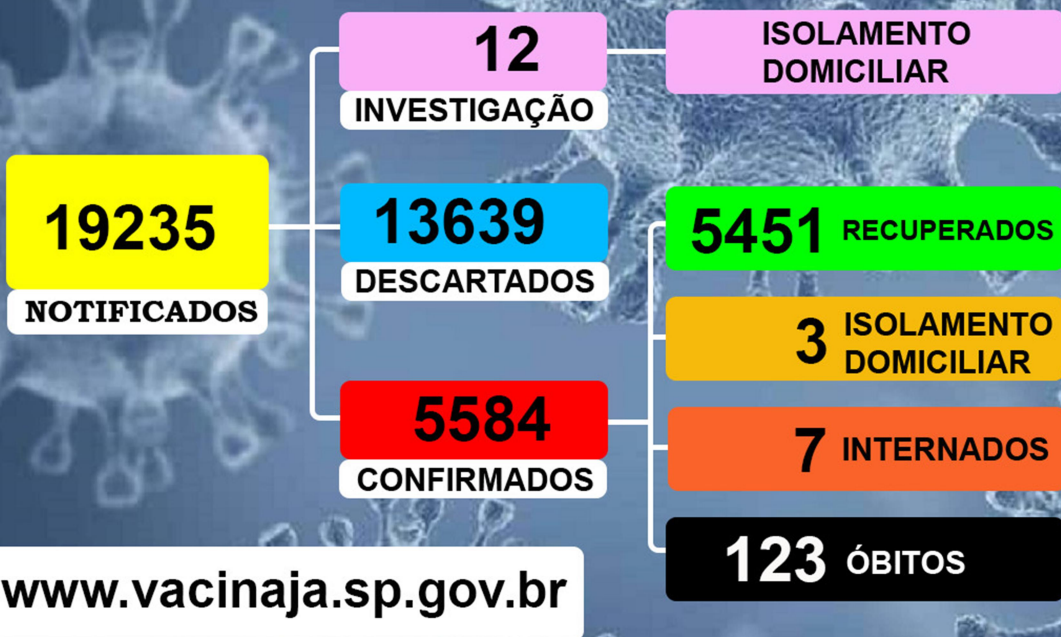 19235
NOTIFICADOS
12
INVESTIGAÇÃO
ISOLAMENTO
DOMICILIAR
13639
DESCARTADOS
5584
CONFIRMADOS
5451 RECUPERADOS
3 ISOLAMENTO
DOMICILIAR
7 INTERNADOS
123 ÓBITOS
www.vacinaja.sp.gov.br